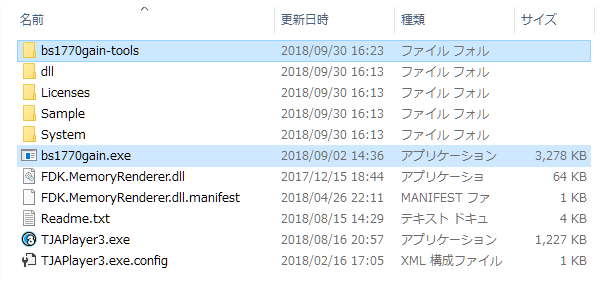 名前 更新日時 種類 サイズ
bs1770gain-tools 2018/09/30 16:23 ファイル フォル
dll 2018/09/30 16:13 ファイル フォル
Licenses 2018/09/30 16:13 ファイル フォル
Sample 2018/09/30 16:13 ファイル フォル
System 2018/09/30 16:13 ファイル フォル
bs1770gain.exe 2018/09/02 14:36 アプリケーション 3,278 KB
FDK.MemoryRenderer.dll 2017/12/15 18:44 アプリケーショ 64 KB
FDK.MemoryRenderer.dll.manifest 2018/04/26 22:11 MANIFEST ファ 1 KB
Readme.txt 2018/08/15 14:29 テキスト ドキュ 4 KB
TJAPlayer3.exe 2018/08/16 20:57 アプリケーション 1,227 KB
TJAPlayer3.exe.config 2018/02/16 17:05 XML 構成ファイル 1 KB